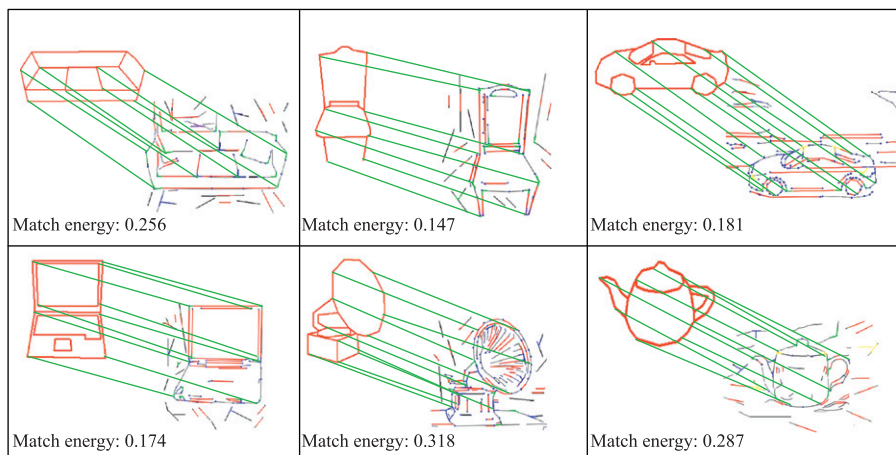 Match energy: 0.256
Match energy: 0.147
Match energy: 0.181
Match energy: 0.174
Match energy: 0.318
Match energy: 0.287